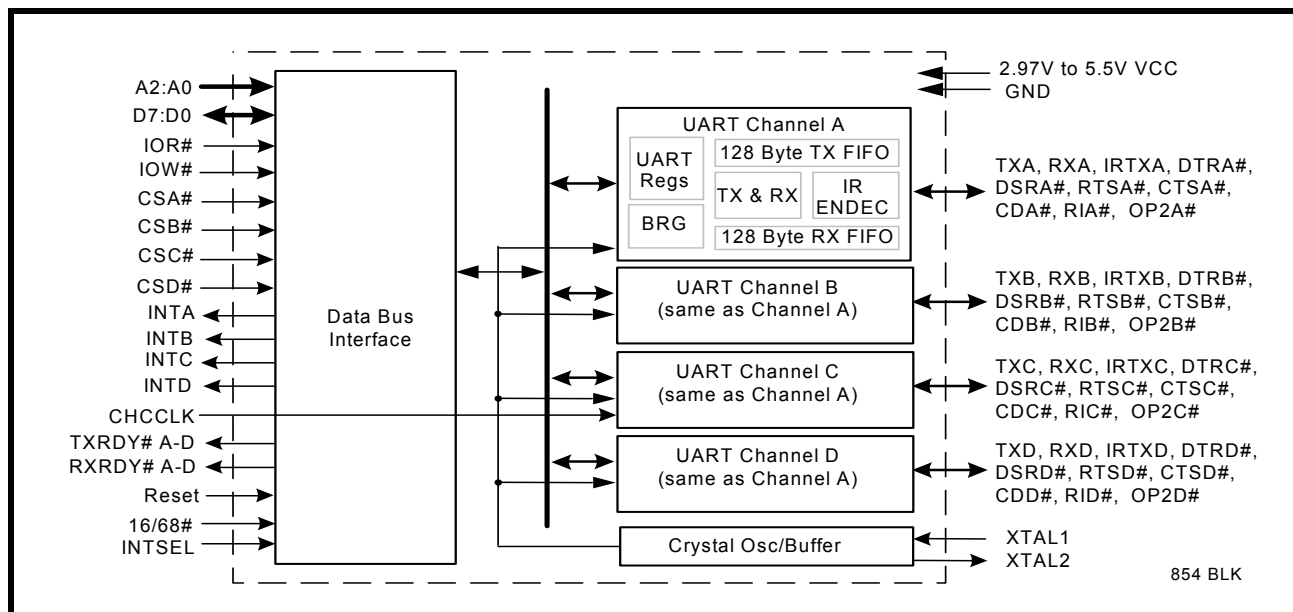 A2:A0
D7:D0
IOR#
IOW#
CSA#
CSB#
CSC#
CSD#
INTA
INTB
INTC
INTD
CHCCLK
TXRDY# A-D
RXRDY# A-D
Reset
16/68#
INTSEL
Data Bus
Interface
2.97V to 5.5V VCC
GND
UART Channel A
UART
Regs
BRG
128 Byte TX FIFO
TX & RX
IR
ENDEC
128 Byte RX FIFO
TXA, RXA, IRTXA, DTRA#,
DSRA#, RTSA#, CTSA#,
CDA#, RIA#, OP2A#
UART Channel B
(same as Channel A)
TXB, RXB, IRTXB, DTRB#,
DSRB#, RTSB#, CTSB#,
CDB#, RIB#, OP2B#
UART Channel C
(same as Channel A)
TXC, RXC, IRTXC, DTRC#,
DSRC#, RTSC#, CTSC#,
CDC#, RIC#, OP2C#
UART Channel D
(same as Channel A)
TXD, RXD, IRTXD, DTRD#,
DSRD#, RTSD#, CTSD#,
CDD#, RID#, OP2D#
Crystal Osc/Buffer
XTAL1
XTAL2
854 BLK